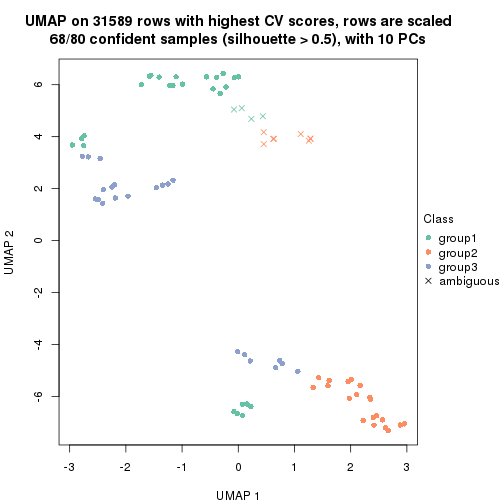 UMAP on 31589 rows with highest CV scores, rows are scaled
68/80 confident samples (silhouette > 0.5), with 10 PCs
6
4
2
0
-2
-4
-6
UMAP 2
-3 -2 -1 0 1 2 3
UMAP 1
Class
group1
group2
group3
ambiguous